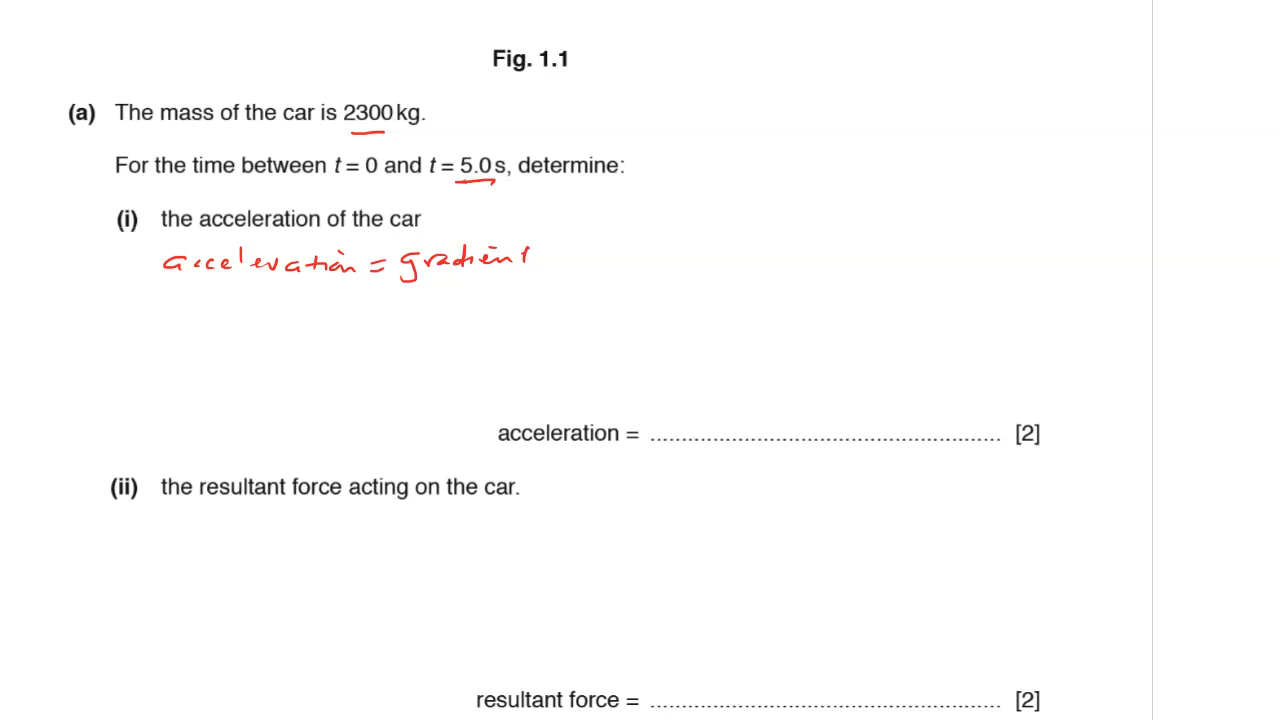 Fig. 1.1
(a) The mass of the car is 2300 kg.
For the time between t = 0 and t = 5.0 s, determine:
(i) the acceleration of the car
acceleration = gradient
acceleration = ........................................................ [2]
(ii) the resultant force acting on the car.
resultant force = ........................................................ [2]